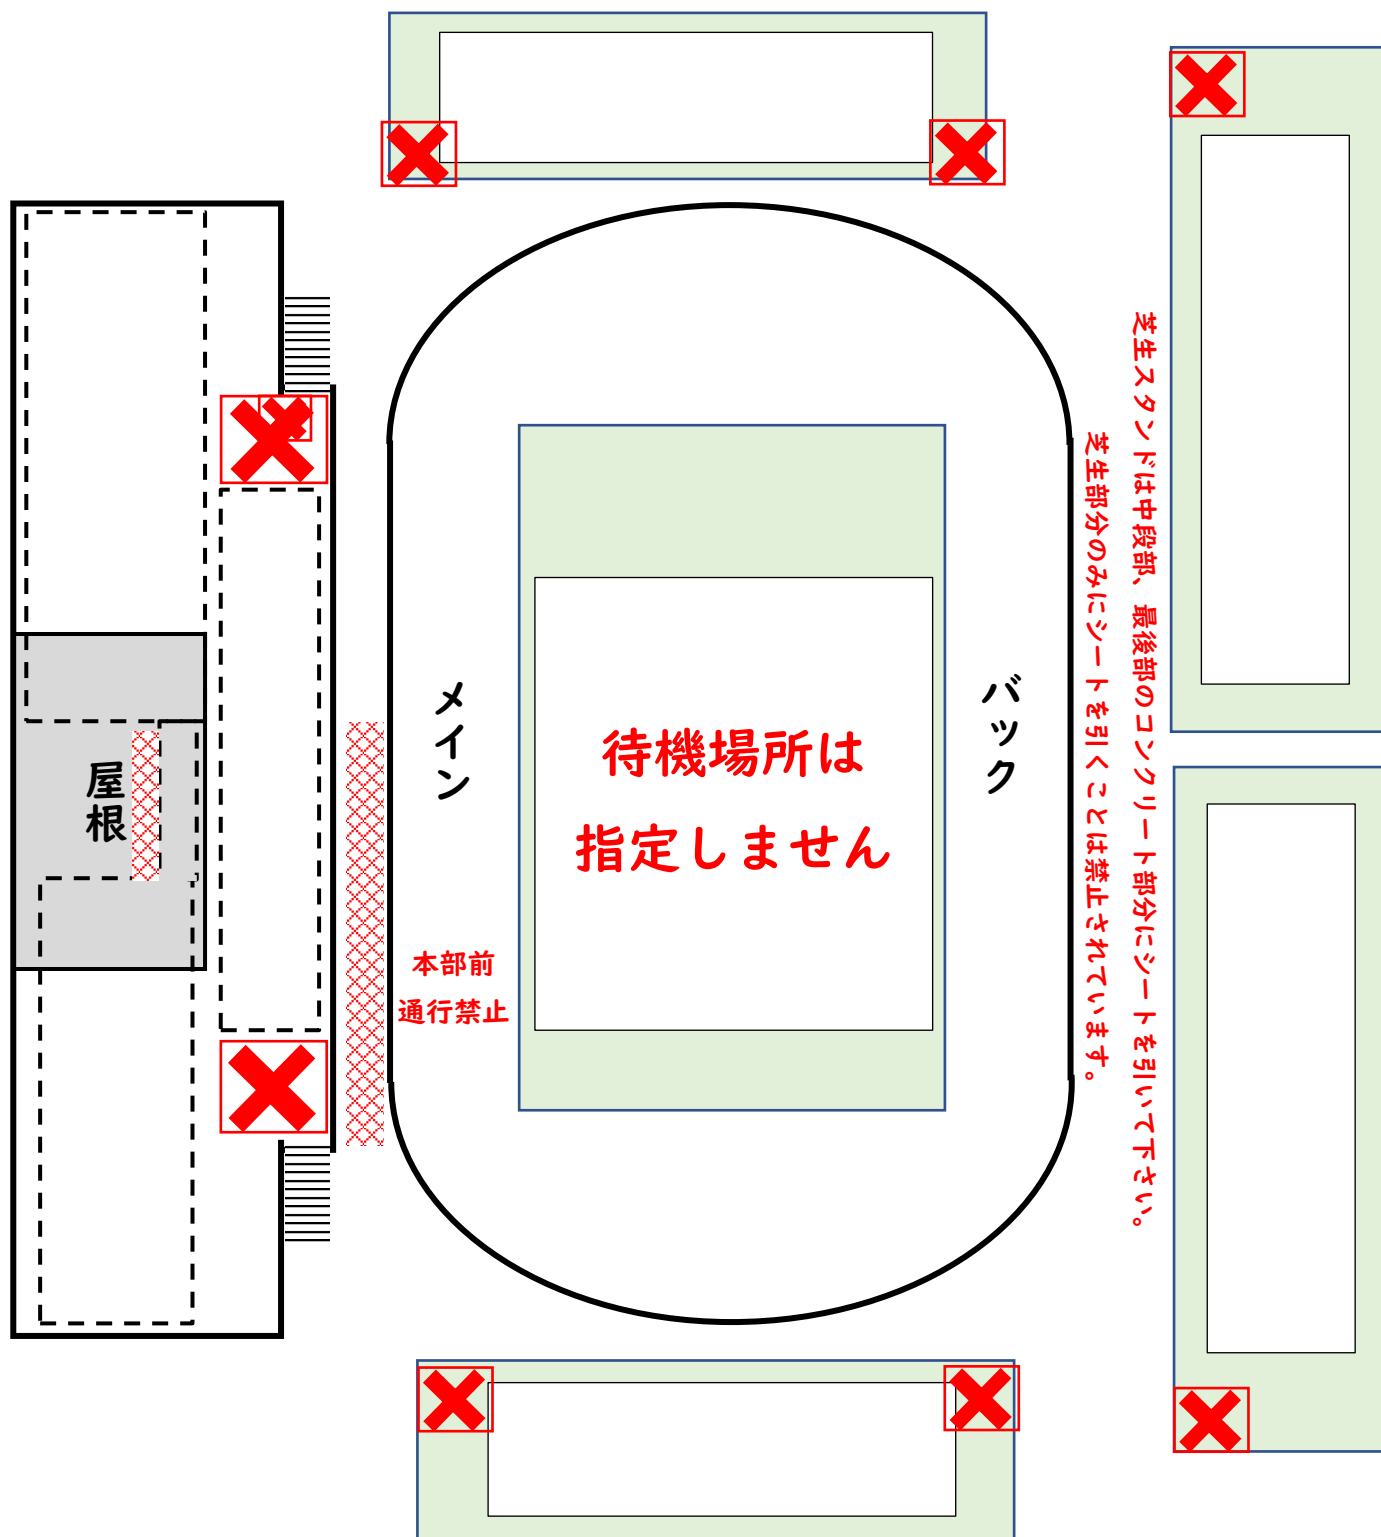 芝生スタンドは中段部、最後部のコンクリート部分にシートを引いて下さい。
芝生部分のみにシートを引くことは禁止されています。
バック
メイン
待機場所は
指定しません
屋根
本部前
通行禁止